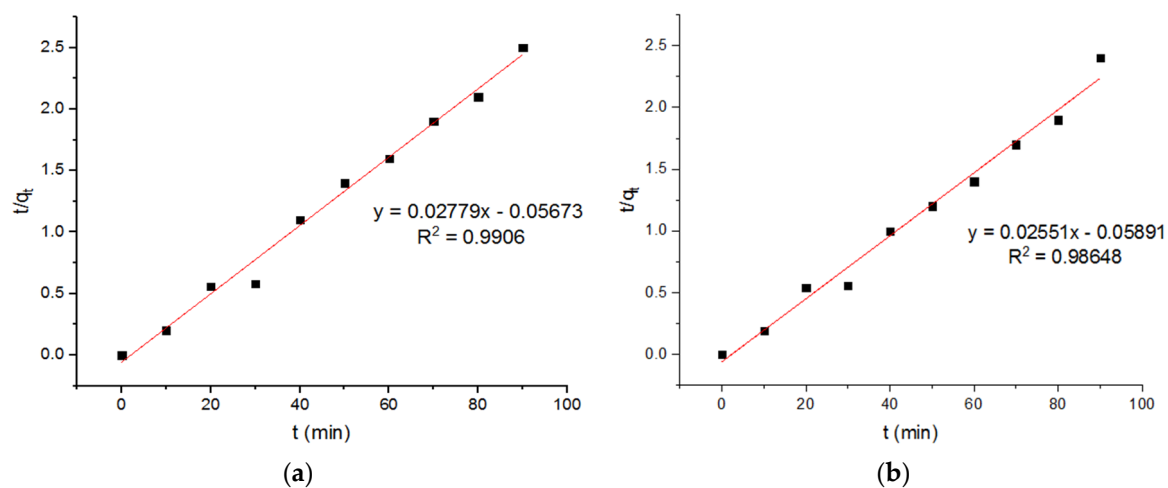 2.5
2.0
1.5
1.0
0.5
0.0
t/qt
y = 0.02779x - 0.05673
R² = 0.9906
0 20 40 60 80 100
t (min)
(a)
2.5
2.0
1.5
1.0
0.5
0.0
t/qt
y = 0.02551x - 0.05891
R² = 0.98648
0 20 40 60 80 100
t (min)
(b)